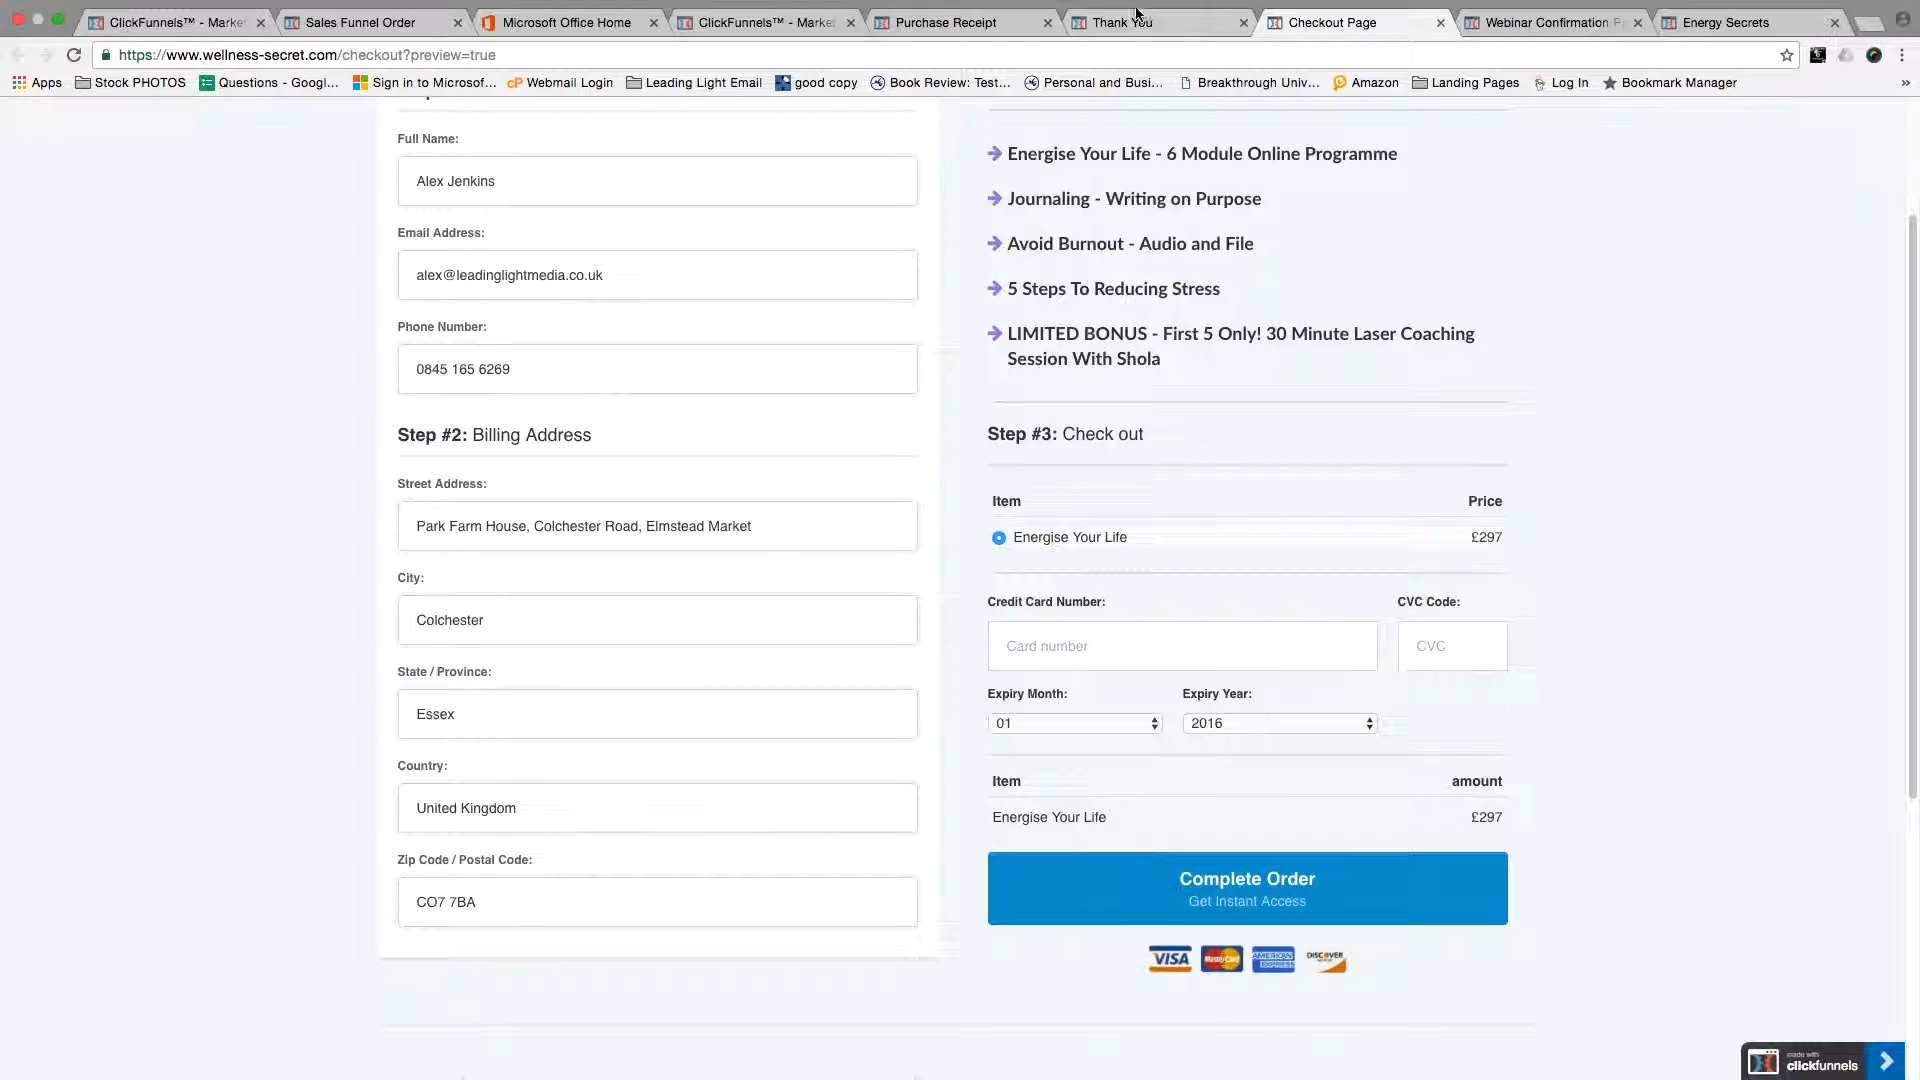 ClickFunnels™ - Market
Sales Funnel Order
Microsoft Office Home
ClickFunnels™ - Market
Purchase Receipt
Thank You
Checkout Page
Webinar Confirmation
Energy Secrets
https://www.wellness-secret.com/checkout?preview=true
Apps
Stock PHOTOS
Questions - Googl...
Sign in to Microsof...
Webmail Login
Leading Light Email
good copy
Book Review: Test...
Personal and Busi...
Breakthrough Univ...
Amazon
Landing Pages
Log In
Bookmark Manager
Full Name:
Alex Jenkins
Email Address:
alex@leadinglightmedia.co.uk
Phone Number:
0845 165 6269
Step #2: Billing Address
Street Address:
Park Farm House, Colchester Road, Elmstead Market
City:
Colchester
State / Province:
Essex
Country:
United Kingdom
Zip Code / Postal Code:
CO7 7BA
Energise Your Life - 6 Module Online Programme
Journaling - Writing on Purpose
Avoid Burnout - Audio and File
5 Steps To Reducing Stress
LIMITED BONUS - First 5 Only! 30 Minute Laser Coaching
Session With Shola
Step #3: Check out
Item Price
Energise Your Life £297
Credit Card Number: CVC Code:
Card number CVC
Expiry Month: Expiry Year:
01 2016
Item amount
Energise Your Life £297
Complete Order
Get Instant Access
VISA MasterCard AMERICAN EXPRESS DISCOVER
made with
clickfunnels